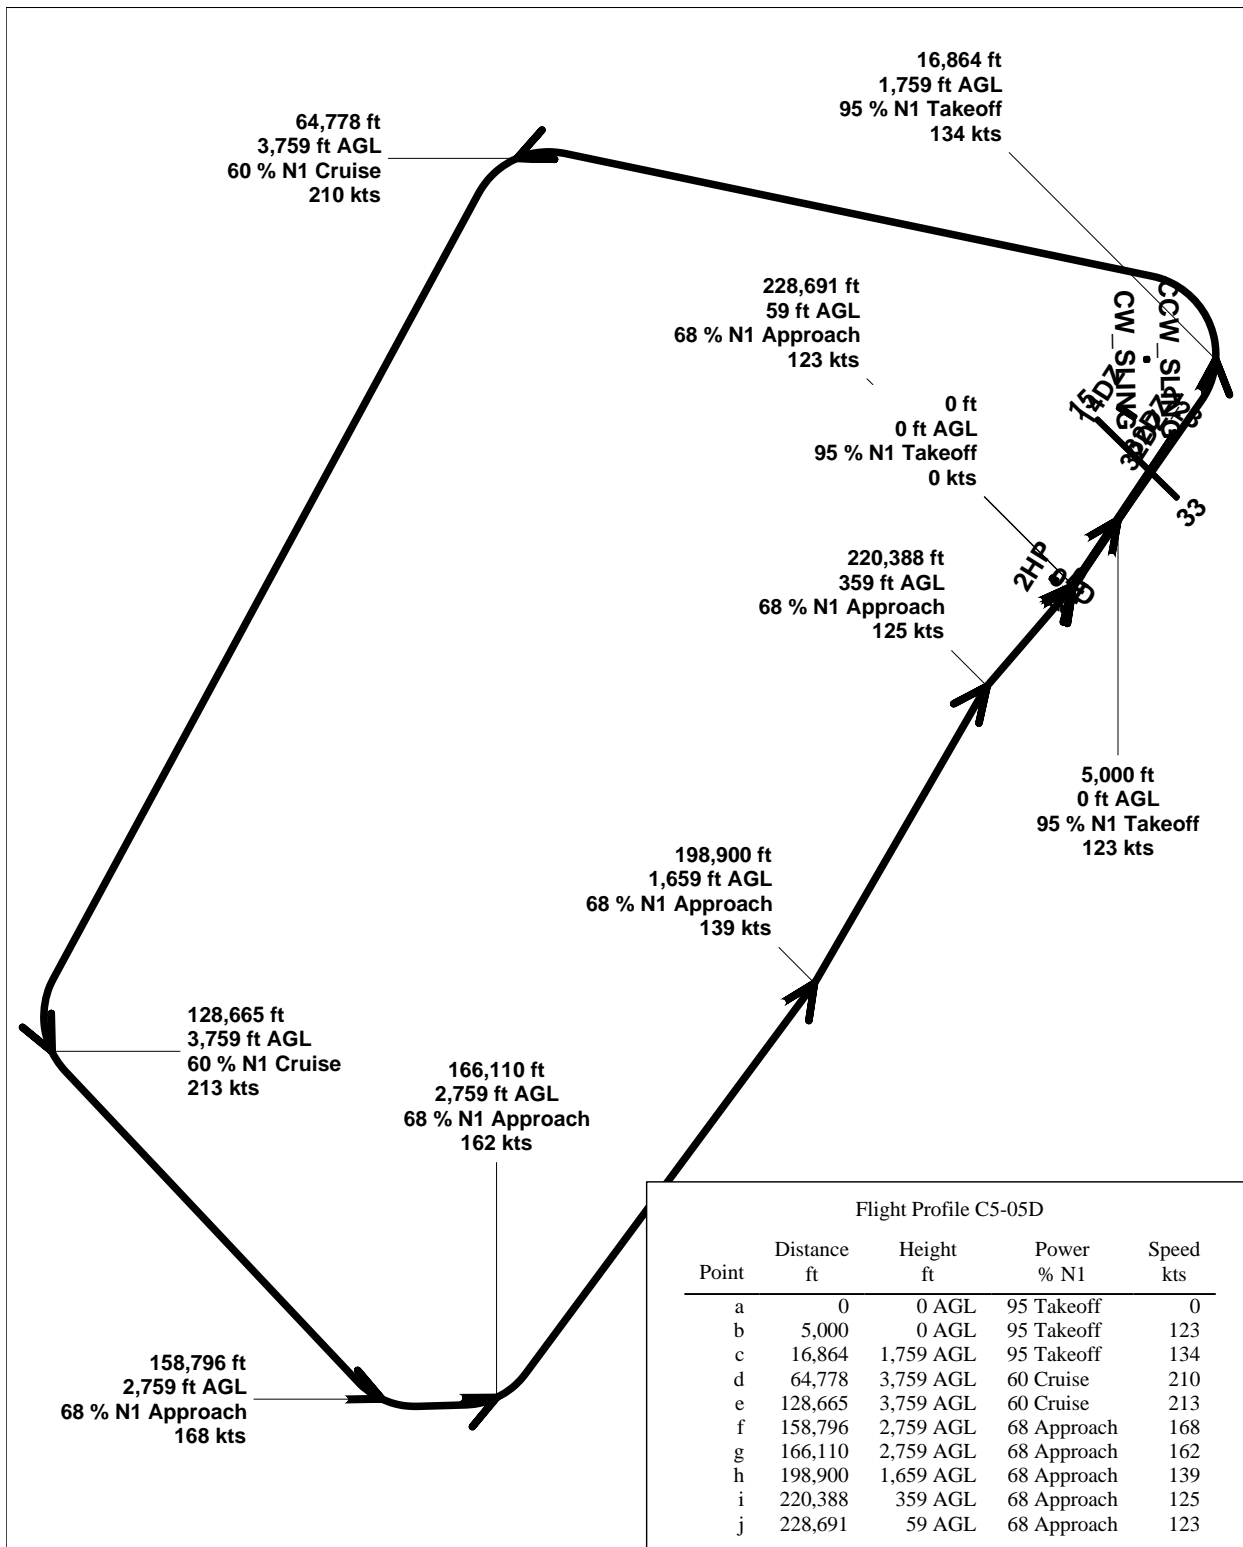 16,864 ft
1,759 ft AGL
95 % N1 Takeoff
134 kts
64,778 ft
3,759 ft AGL
60 % N1 Cruise
210 kts
228,691 ft
59 ft AGL
68 % N1 Approach
123 kts
CW_SLING
CCW_SLING
14DZ
15
33
0 ft
0 ft AGL
95 % N1 Takeoff
0 kts
2HP
220,388 ft
359 ft AGL
68 % N1 Approach
125 kts
5,000 ft
0 ft AGL
95 % N1 Takeoff
123 kts
198,900 ft
1,659 ft AGL
68 % N1 Approach
139 kts
128,665 ft
3,759 ft AGL
60 % N1 Cruise
213 kts
166,110 ft
2,759 ft AGL
68 % N1 Approach
162 kts
158,796 ft
2,759 ft AGL
68 % N1 Approach
168 kts
Flight Profile C5-05D
Distance Height Power Speed
Point ft ft % N1 kts
a 0 0 AGL 95 Takeoff 0
b 5,000 0 AGL 95 Takeoff 123
c 16,864 1,759 AGL 95 Takeoff 134
d 64,778 3,759 AGL 60 Cruise 210
e 128,665 3,759 AGL 60 Cruise 213
f 158,796 2,759 AGL 68 Approach 168
g 166,110 2,759 AGL 68 Approach 162
h 198,900 1,659 AGL 68 Approach 139
i 220,388 359 AGL 68 Approach 125
j 228,691 59 AGL 68 Approach 123